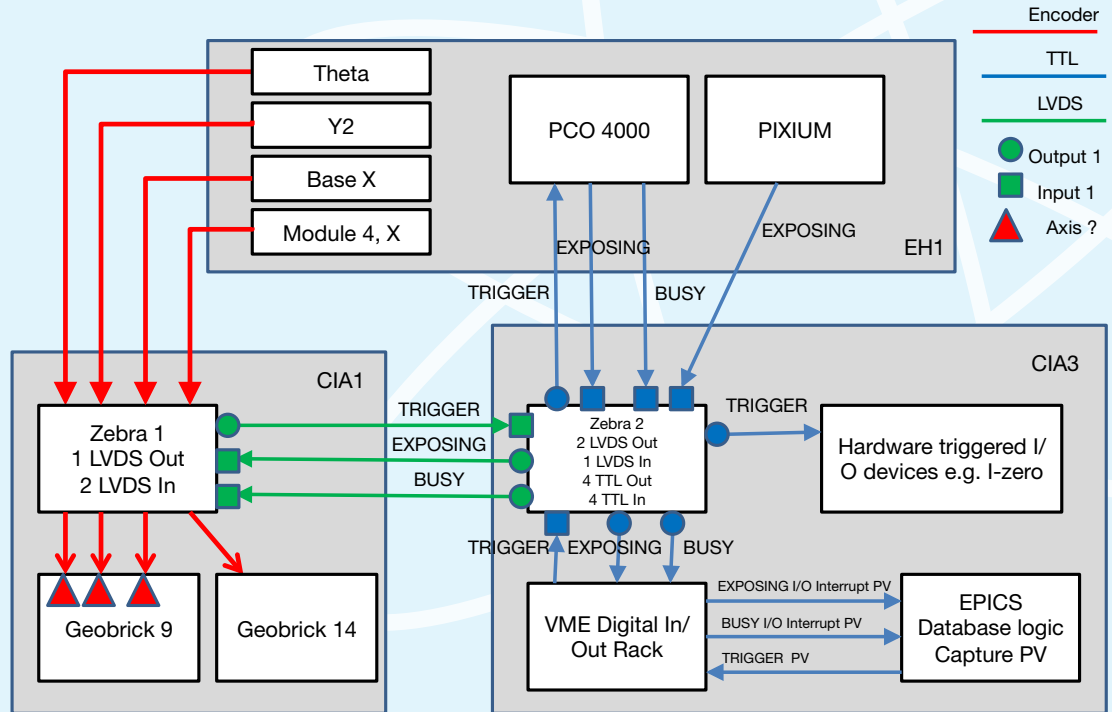 Encoder
TTL
LVDS
Output 1
Input 1
Axis ?
Theta
Y2
Base X
Module 4, X
PCO 4000
PIXIUM
EH1
EXPOSING
EXPOSING
TRIGGER
BUSY
CIA1
Zebra 1
1 LVDS Out
2 LVDS In
TRIGGER
EXPOSING
BUSY
Geobrick 9
Geobrick 14
CIA3
Zebra 2
2 LVDS Out
1 LVDS In
4 TTL Out
4 TTL In
TRIGGER
Hardware triggered I/
O devices e.g. I-zero
TRIGGER
EXPOSING
BUSY
VME Digital In/
Out Rack
EXPOSING I/O Interrupt PV
BUSY I/O Interrupt PV
TRIGGER PV
EPICS
Database logic
Capture PV